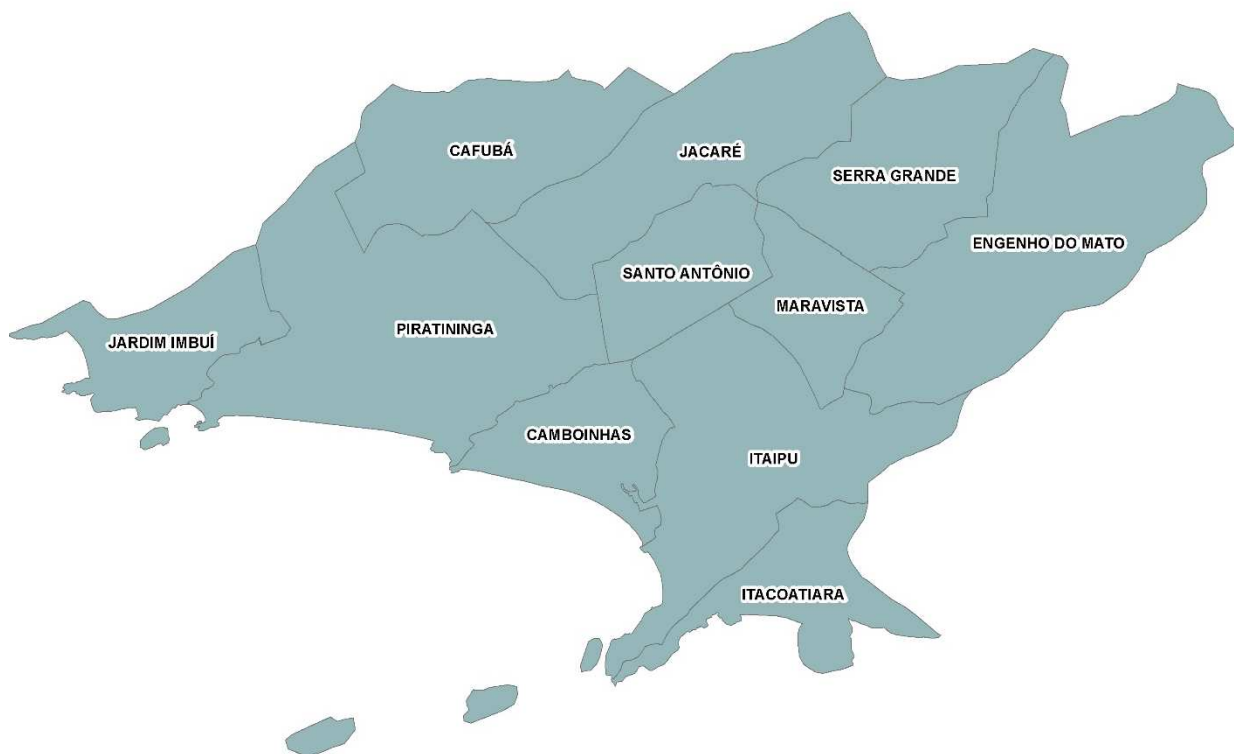 CAFUBÁ
JACARÉ
SERRA GRANDE
ENGENHO DO MATO
SANTO ANTÔNIO
MARAVISTA
PIRATININGA
JARDIM IMBUÍ
CAMBOINHAS
ITAIPU
ITACOATIARA